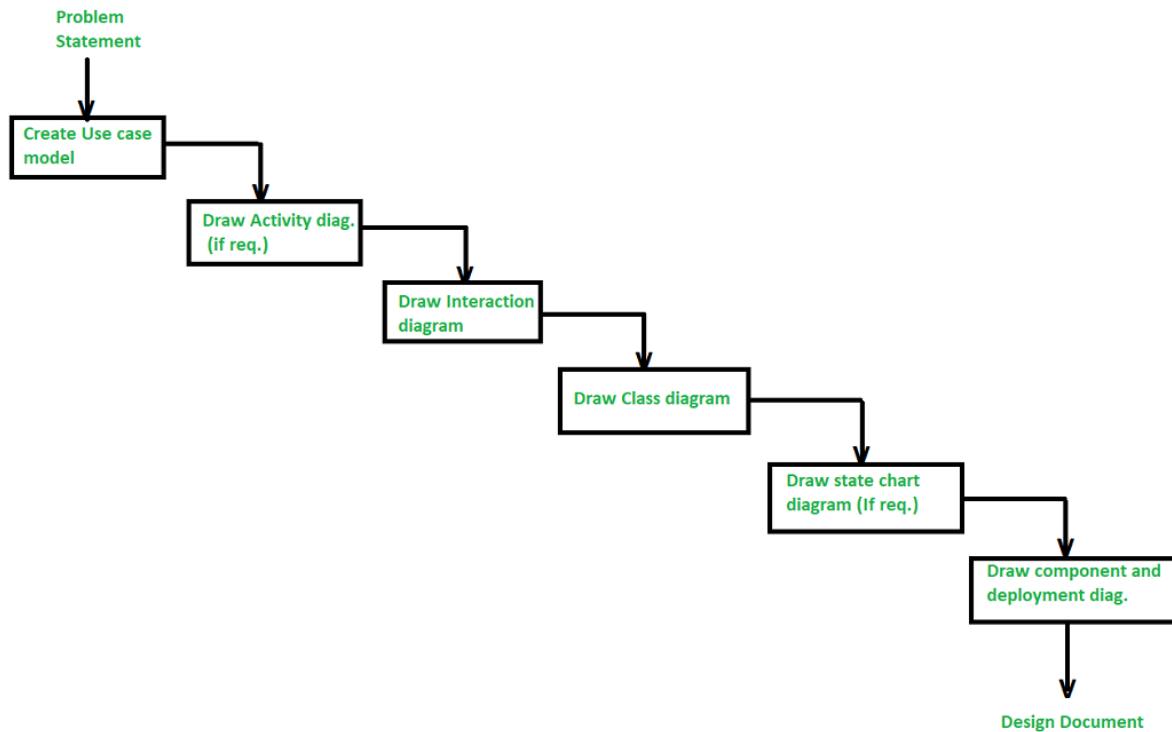 Problem
Statement
Create Use case
model
Draw Activity diag.
(if req.)
Draw Interaction
diagram
Draw Class diagram
Draw state chart
diagram (If req.)
Draw component and
deployment diag.
Design Document